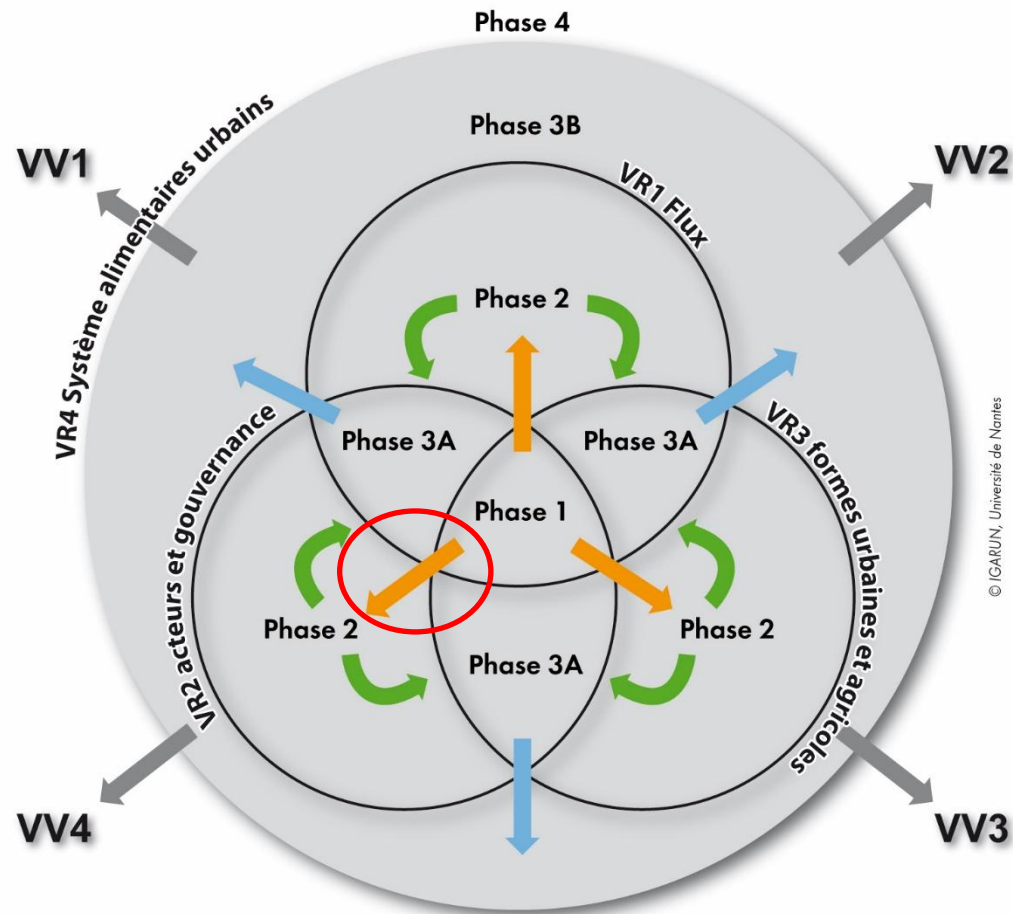 Phase 4
Phase 3B
VV1
VV2
VR4 Système alimentaires urbains
VR1 Flux
Phase 2
Phase 3A
Phase 3A
VR2 acteurs et gouvernance
VR3 formes urbaines et agricoles
Phase 1
Phase 2
Phase 2
Phase 3A
VV4
VV3
© IGARUN, Université de Nantes